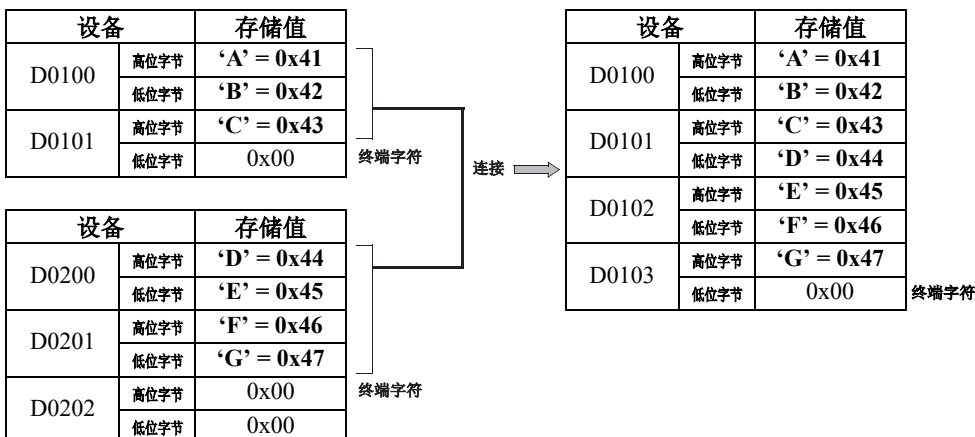 设备 存储值
D0100 高位字节 ‘A’ = 0x41
低位字节 ‘B’ = 0x42
D0101 高位字节 ‘C’ = 0x43
低位字节 0x00 终端字符
设备 存储值
D0200 高位字节 ‘D’ = 0x44
低位字节 ‘E’ = 0x45
D0201 高位字节 ‘F’ = 0x46
低位字节 ‘G’ = 0x47
D0202 高位字节 0x00 终端字符
低位字节 0x00
连接
设备 存储值
D0100 高位字节 ‘A’ = 0x41
低位字节 ‘B’ = 0x42
D0101 高位字节 ‘C’ = 0x43
低位字节 ‘D’ = 0x44
D0102 高位字节 ‘E’ = 0x45
低位字节 ‘F’ = 0x46
D0103 高位字节 ‘G’ = 0x47
低位字节 0x00 终端字符